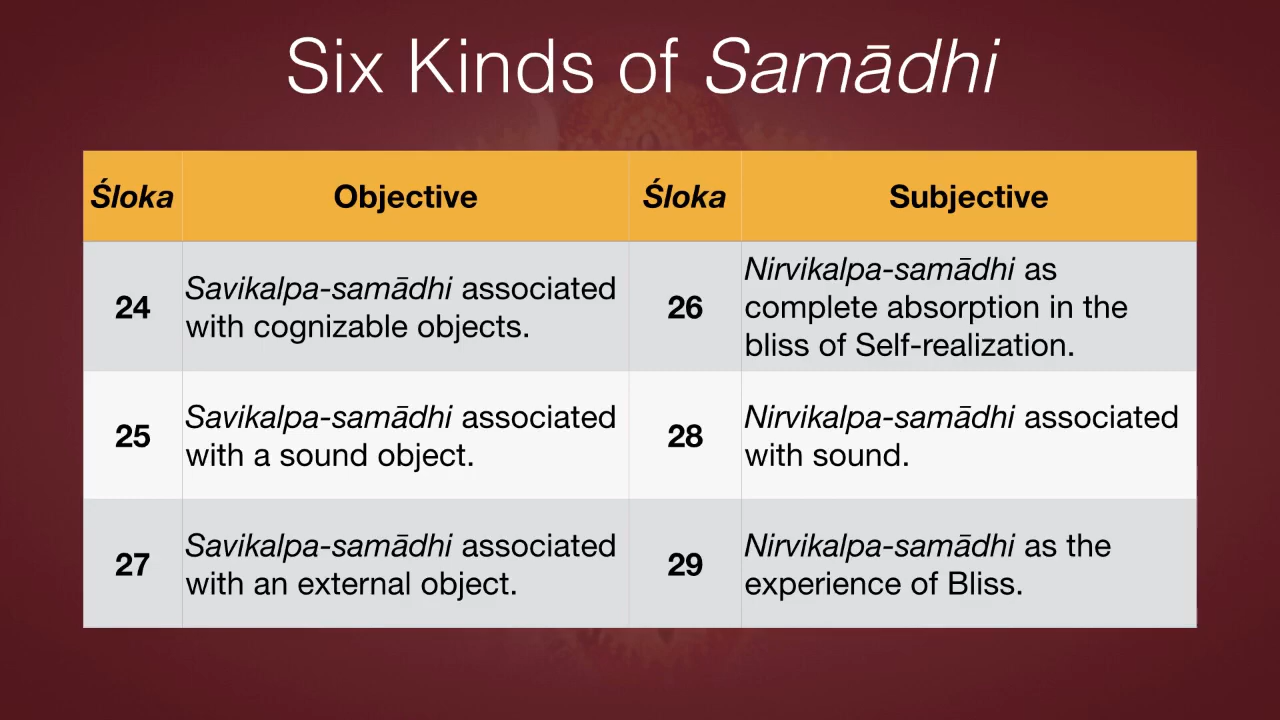 Six Kinds of Samādhi
Śloka
Objective
Śloka
Subjective
24
Savikalpa-samādhi associated
with cognizable objects.
26
Nirvikalpa-samādhi as
complete absorption in the
bliss of Self-realization.
25
Savikalpa-samādhi associated
with a sound object.
28
Nirvikalpa-samādhi associated
with sound.
27
Savikalpa-samādhi associated
with an external object.
29
Nirvikalpa-samādhi as the
experience of Bliss.